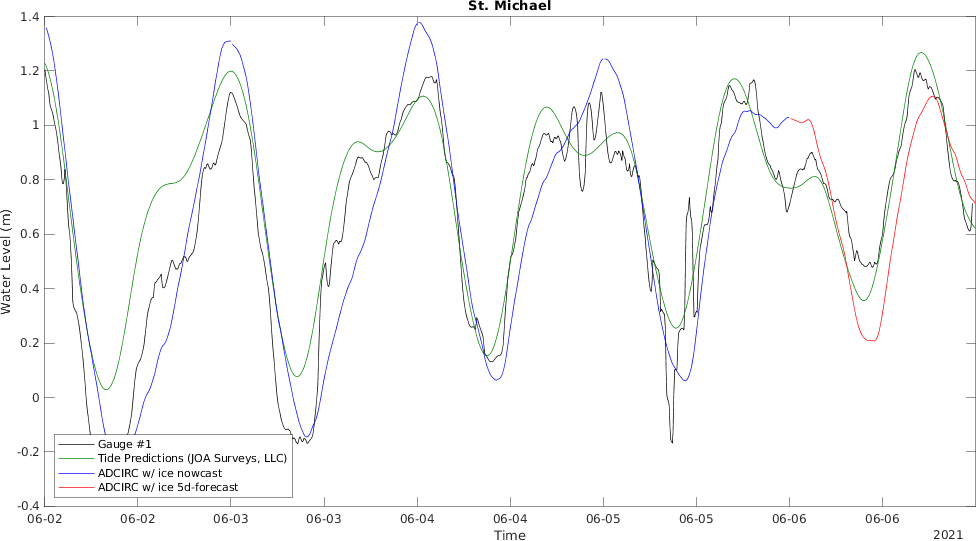 St. Michael
Water Level (m)
1.4
1.2
1
0.8
0.6
0.4
0.2
0
-0.2
-0.4
Gauge #1
Tide Predictions (JOA Surveys, LLC)
ADCIRC w/ ice nowcast
ADCIRC w/ ice 5d-forecast
06-02 06-02 06-03 06-03 06-04 06-04 06-05 06-05 06-06 06-06
Time
2021